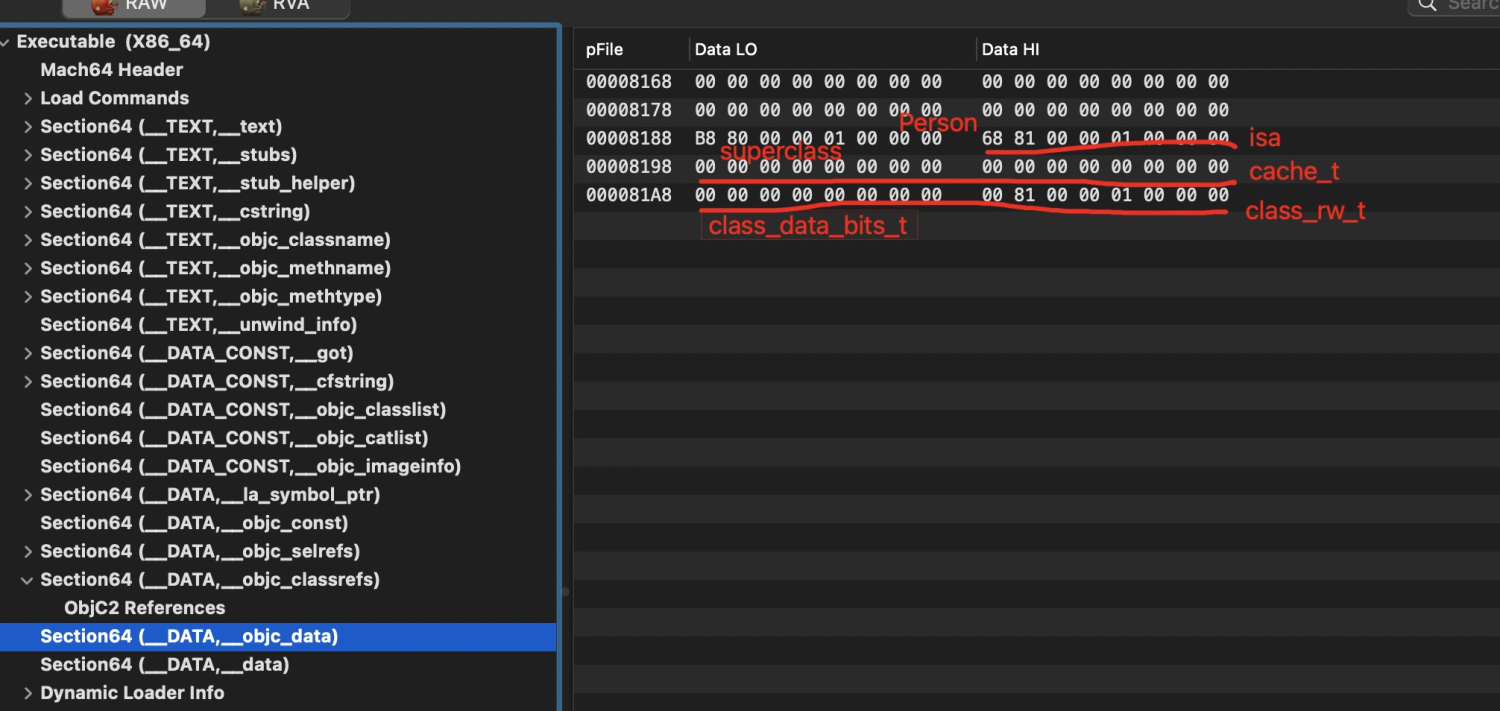 RAW RVA
Searc
Executable (X86_64)
Mach64 Header
Load Commands
Section64 (__TEXT,__text)
Section64 (__TEXT,__stubs)
Section64 (__TEXT,__stub_helper)
Section64 (__TEXT,__cstring)
Section64 (__TEXT,__objc_classname)
Section64 (__TEXT,__objc_methname)
Section64 (__TEXT,__objc_methtype)
Section64 (__TEXT,__unwind_info)
Section64 (__DATA_CONST,__got)
Section64 (__DATA_CONST,__cfstring)
Section64 (__DATA_CONST,__objc_classlist)
Section64 (__DATA_CONST,__objc_catlist)
Section64 (__DATA_CONST,__objc_imageinfo)
Section64 (__DATA,__la_symbol_ptr)
Section64 (__DATA,__objc_const)
Section64 (__DATA,__objc_selrefs)
Section64 (__DATA,__objc_classrefs)
ObjC2 References
Section64 (__DATA,__objc_data)
Section64 (__DATA,__data)
Dynamic Loader Info
pFile Data LO Data HI
00008168 00 00 00 00 00 00 00 00 00 00 00 00 00 00 00 00
00008178 00 00 00 00 00 00 00 00 00 00 00 00 00 00 00 00
Person
00008188 B8 80 00 00 01 00 00 00 68 81 00 00 01 00 00 00 isa
superclass
00008198 00 00 00 00 00 00 00 00 00 00 00 00 00 00 00 00 cache_t
000081A8 00 00 00 00 00 00 00 00 00 81 00 00 01 00 00 00 class_rw_t
class_data_bits_t